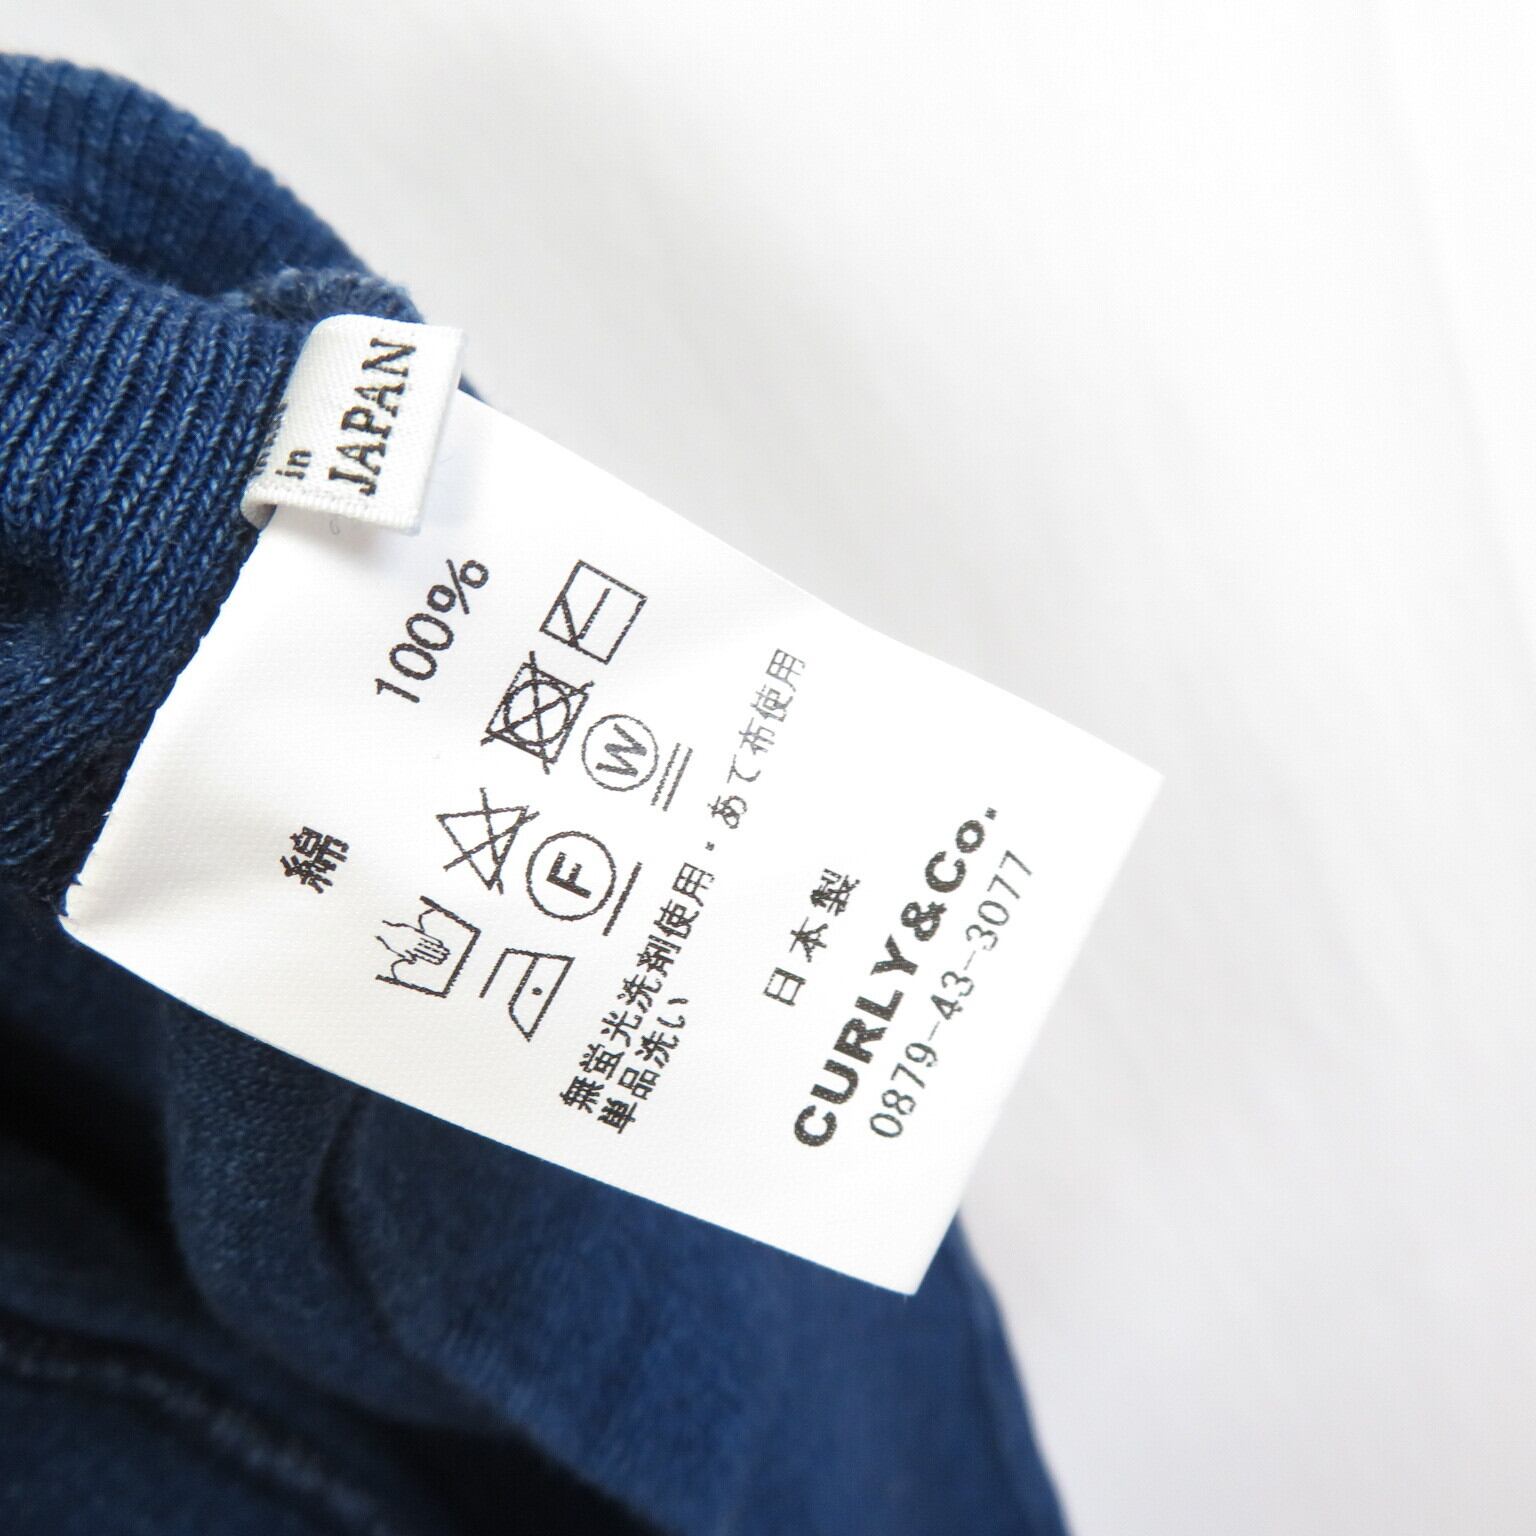 in
JAPAN
綿 100%
F W
無蛍光洗剤使用・あて布使用
単品洗い
日本製
CURLY&Co.
0879-43-3077